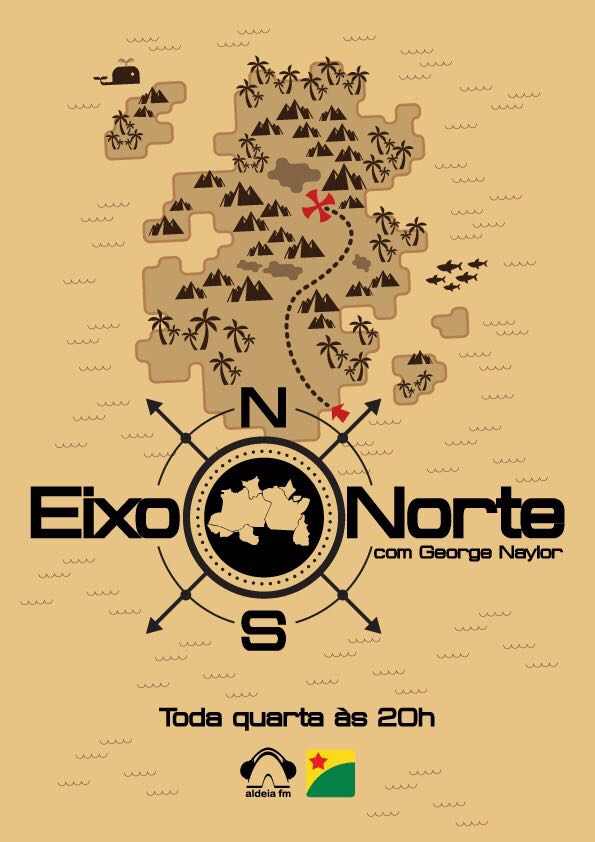 N
Eixo Norte
com George Naylor
S
Toda quarta às 20h
aldeia fm